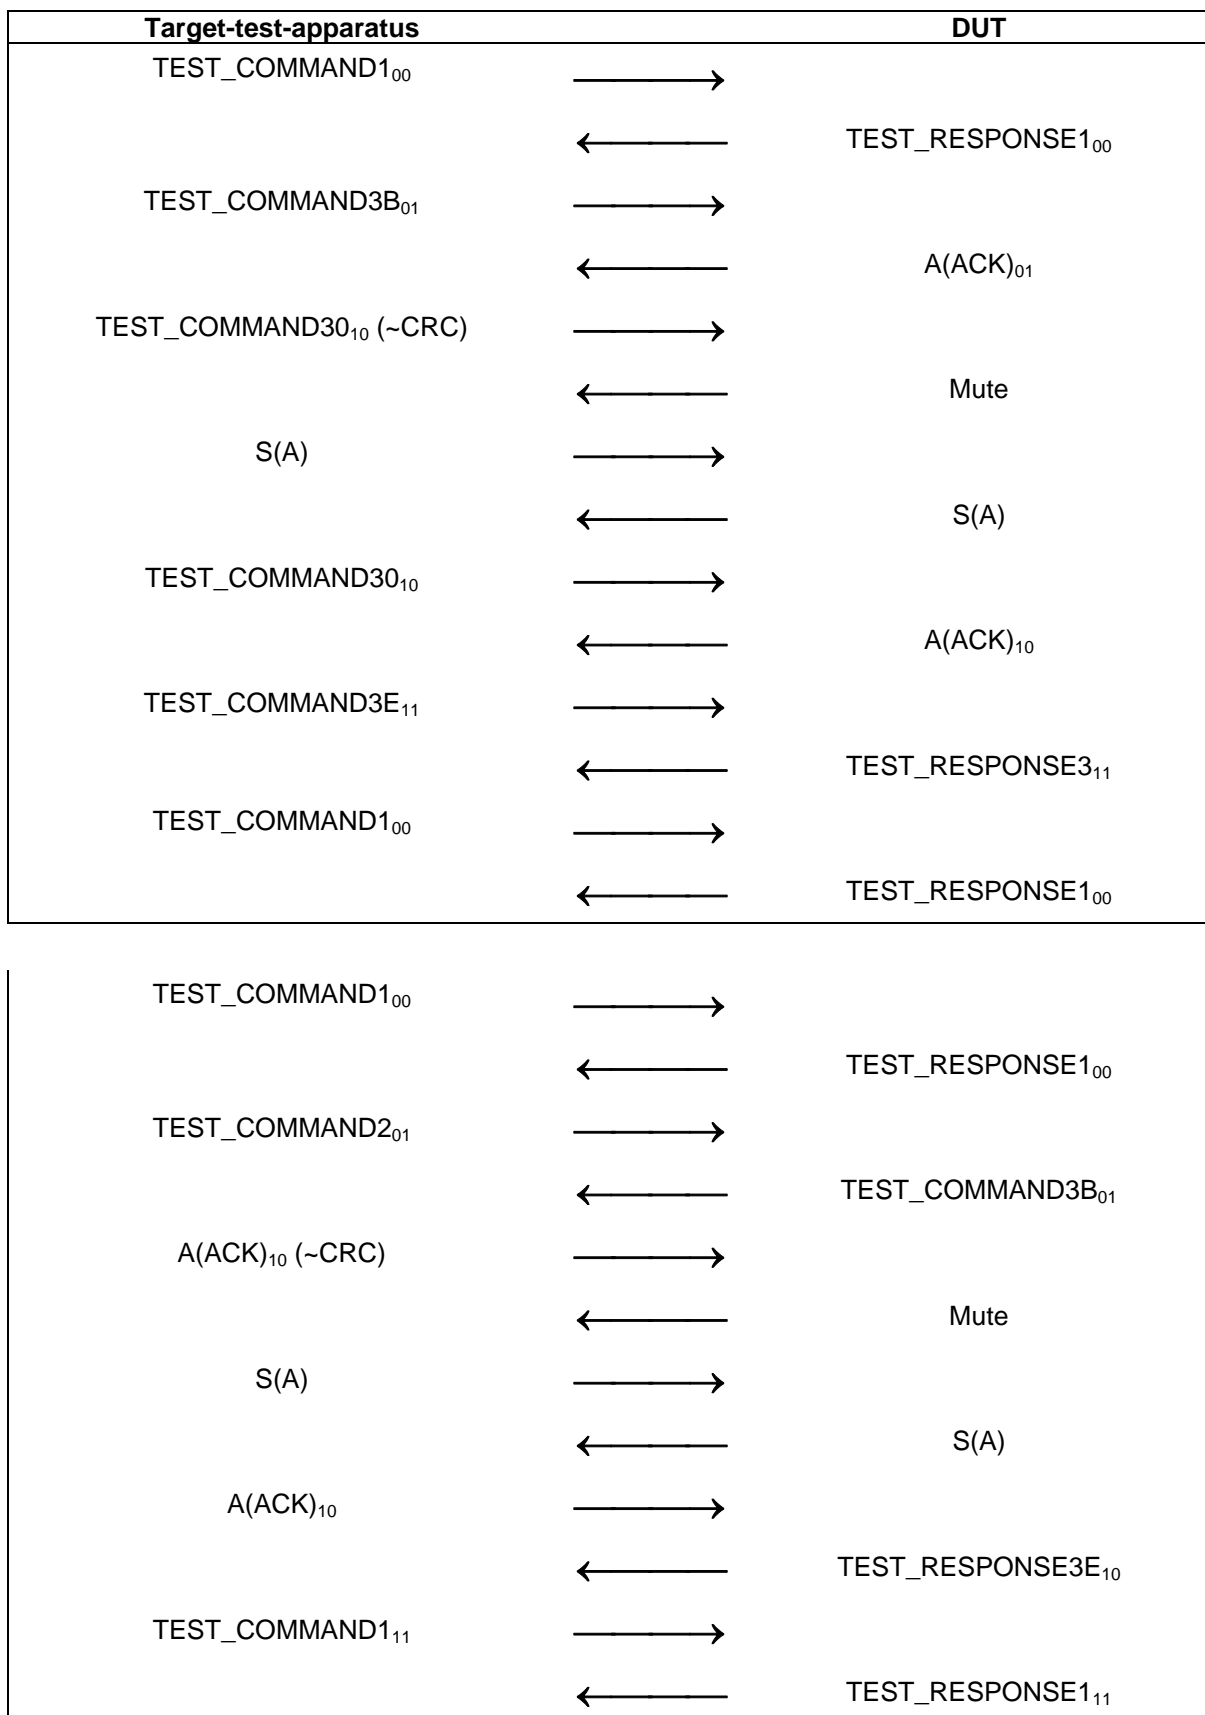 Target-test-apparatus DUT
TEST_COMMAND1₀₀
TEST_RESPONSE1₀₀
TEST_COMMAND3B₀₁
A(ACK)₀₁
TEST_COMMAND30₁₀ (~CRC)
Mute
S(A)
S(A)
TEST_COMMAND30₁₀
A(ACK)₁₀
TEST_COMMAND3E₁₁
TEST_RESPONSE3₁₁
TEST_COMMAND1₀₀
TEST_RESPONSE1₀₀
TEST_COMMAND1₀₀
TEST_RESPONSE1₀₀
TEST_COMMAND2₀₁
TEST_COMMAND3B₀₁
A(ACK)₁₀ (~CRC)
Mute
S(A)
S(A)
A(ACK)₁₀
TEST_RESPONSE3E₁₀
TEST_COMMAND1₁₁
TEST_RESPONSE1₁₁